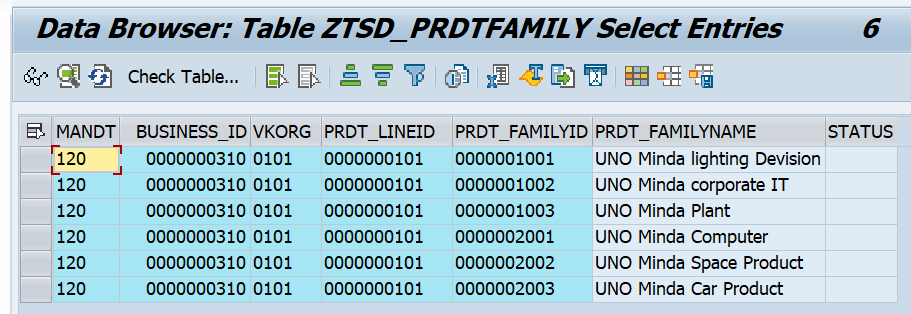 Data Browser: Table ZTSD_PRDTFAMILY Select Entries 6
Check Table...
MANDT BUSINESS_ID VKORG PRDT_LINEID PRDT_FAMILYID PRDT_FAMILYNAME STATUS
120 0000000310 0101 0000000101 0000001001 UNO Minda lighting Devision
120 0000000310 0101 0000000101 0000001002 UNO Minda corporate IT
120 0000000310 0101 0000000101 0000001003 UNO Minda Plant
120 0000000310 0101 0000000101 0000002001 UNO Minda Computer
120 0000000310 0101 0000000101 0000002002 UNO Minda Space Product
120 0000000310 0101 0000000101 0000002003 UNO Minda Car Product